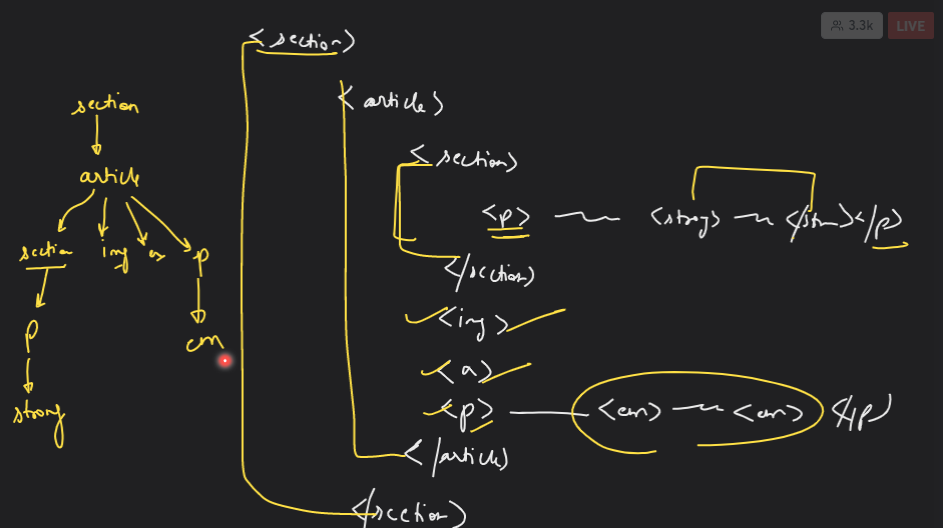 3.3k LIVE
<section>
<article>
section
article
<section>
<p> <strong> </p>
section img a p
</section>
p
<img>
em
<a>
strong
<p> <em> <em> </p>
</article>
</section>